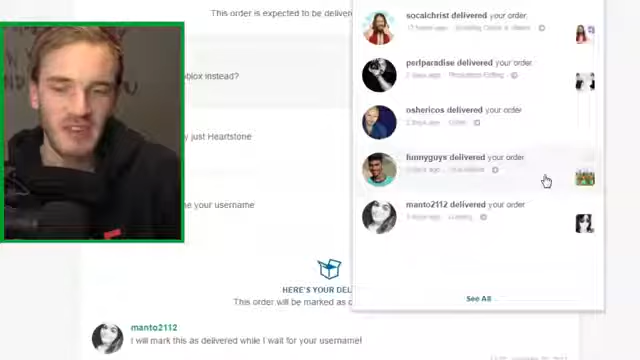 This order is expected to be deliver
socalchrist delivered your order
perlparadise delivered your order
oblox instead?
oshericos delivered your order
y just Heartstone
funnyguys delivered your order
ne your username
manto2112 delivered your order
HERE'S YOUR DEL
This order will be marked as c
See All
manto2112
I will mark this as delivered while I wait for your username!